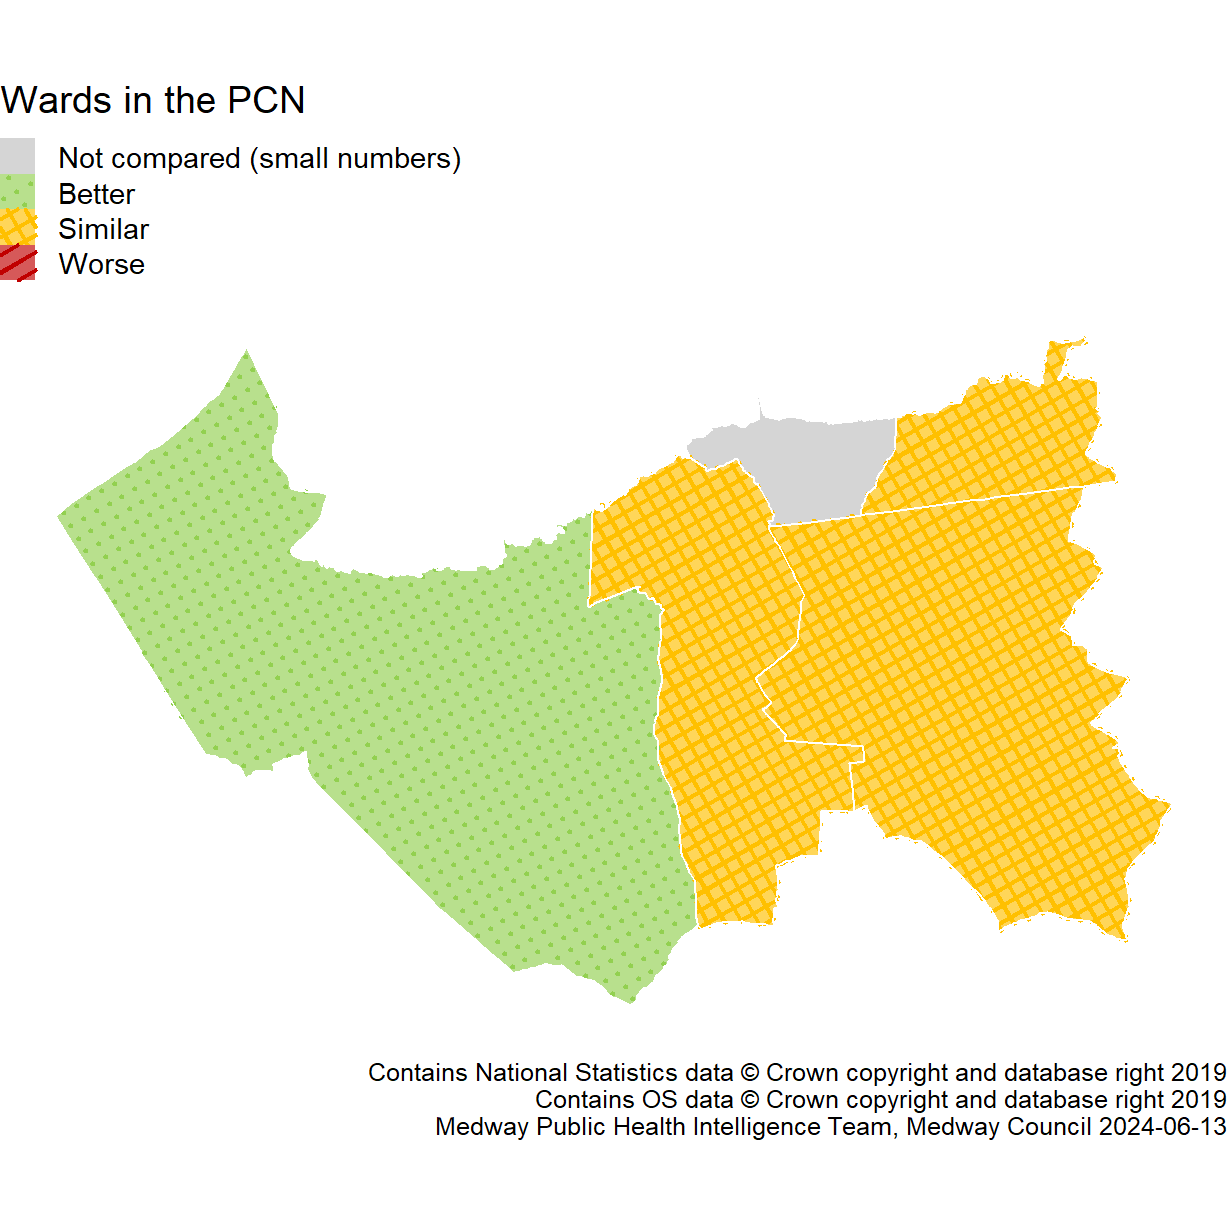 Wards in the PCN
Not compared (small numbers)
Better
Similar
Worse
Contains National Statistics data © Crown copyright and database right 2019
Contains OS data © Crown copyright and database right 2019
Medway Public Health Intelligence Team, Medway Council 2024-06-13